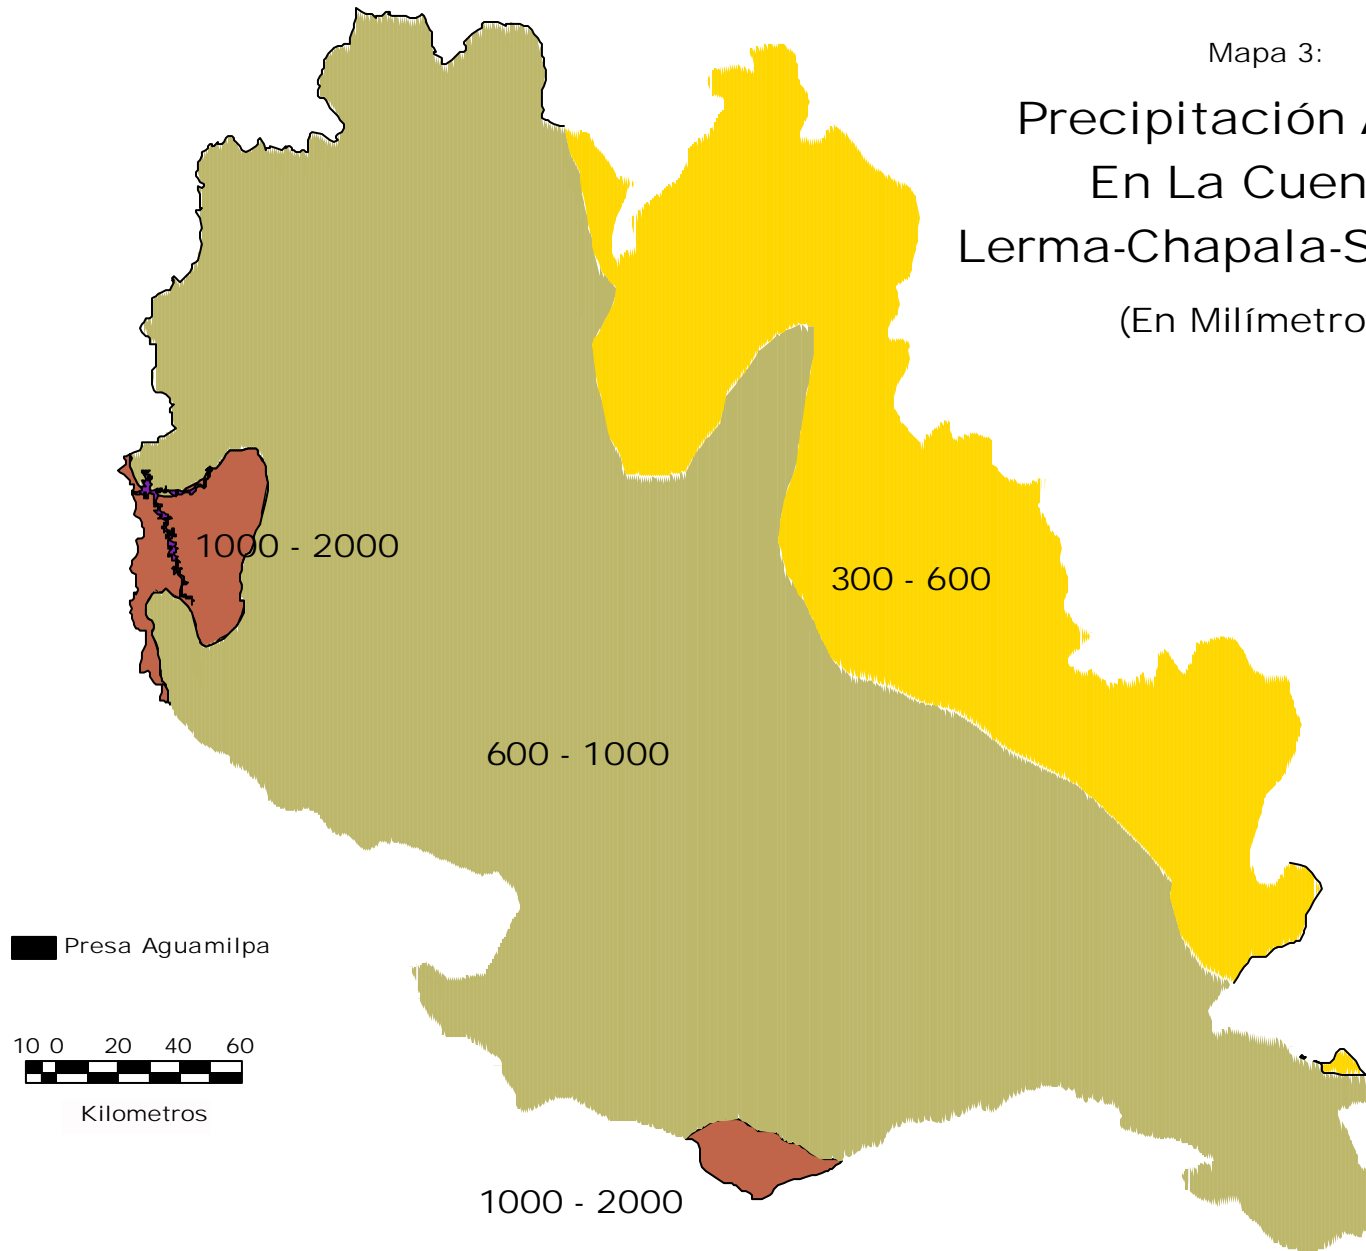 Mapa 3:
Precipitación
En La Cuen
Lerma-Chapala-S
(En Milímetro
1000 - 2000
300 - 600
600 - 1000
Presa Aguamilpa
10 0 20 40 60
Kilometros
1000 - 2000